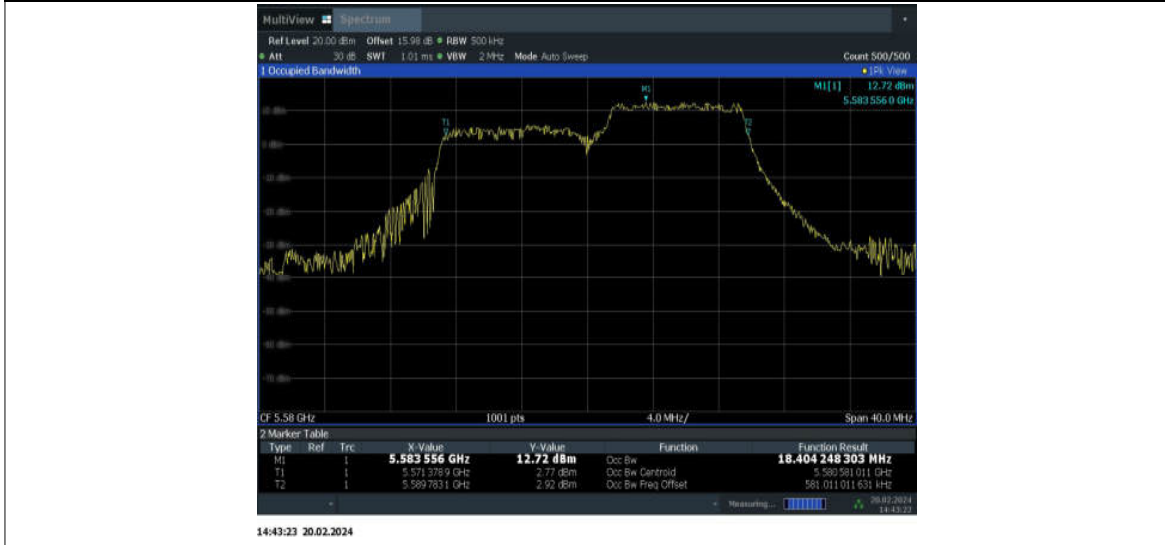 MultiView Spectrum
Ref Level 20.00 dBm Offset 15.98 dB RBW 500 kHz
Att 30 dB SWT 1.01 ms VBW 2 MHz Mode Auto Sweep Count 500/500
1 Occupied Bandwidth 1Pk View
M1[1] 12.72 dBm
5.583 556 0 GHz
M1
T1
T2
CF 5.58 GHz 1001 pts 4.0 MHz/ Span 40.0 MHz
2 Marker Table
Type Ref Trc X-Value Y-Value Function Function Result
M1 1 5.583 556 GHz 12.72 dBm Occ Bw 18.404 248 303 MHz
T1 1 5.571 378 9 GHz 2.77 dBm Occ Bw Centroid 5.580 581 011 GHz
T2 1 5.589 783 1 GHz 2.92 dBm Occ Bw Freq Offset 581.011 011 631 kHz
Measuring... 20.02.2024
14:43:22
14:43:23 20.02.2024